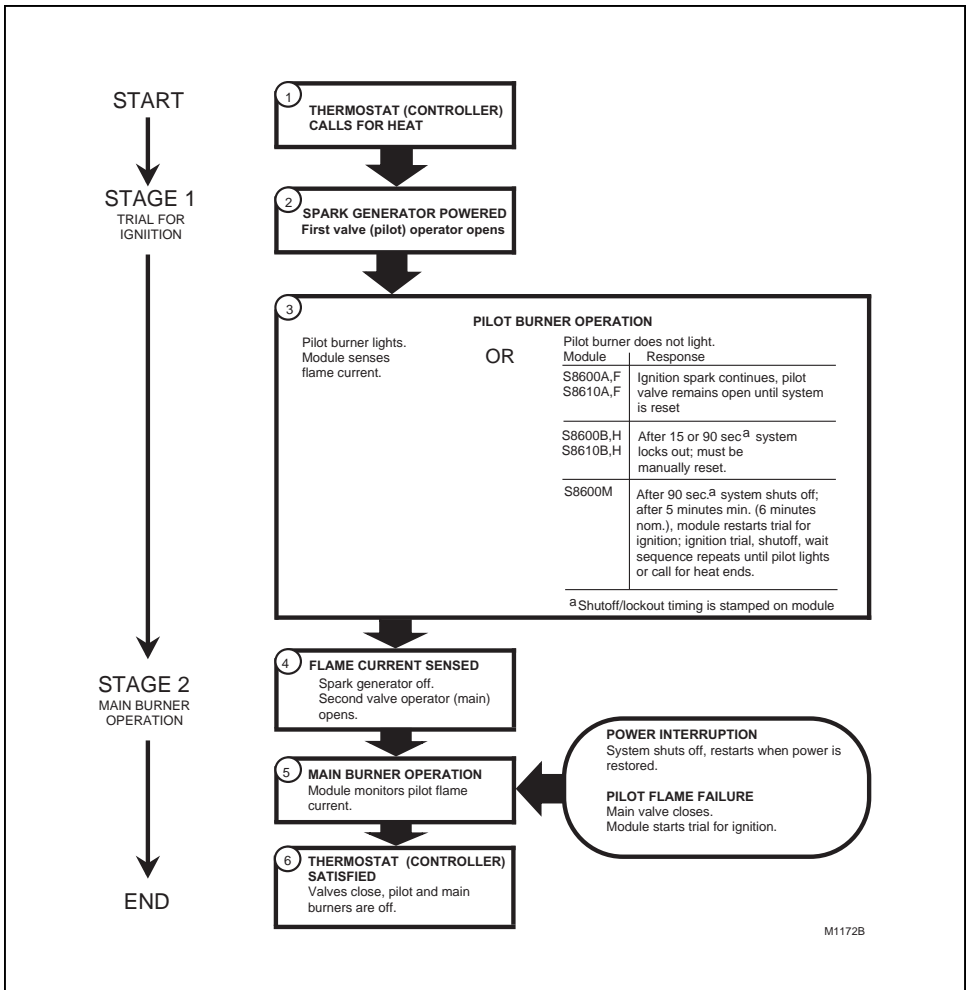 START
STAGE 1
TRIAL FOR
IGNIITION
STAGE 2
MAIN BURNER
OPERATION
END
1
THERMOSTAT (CONTROLLER)
CALLS FOR HEAT
2
SPARK GENERATOR POWERED
First valve (pilot) operator opens
3
PILOT BURNER OPERATION
Pilot burner lights.
Module senses
flame current.
OR
Pilot burner does not light.
Module Response
S8600A,F Ignition spark continues, pilot
S8610A,F valve remains open until system
is reset
S8600B,H After 15 or 90 sec a system
S8610B,H locks out; must be
manually reset.
S8600M After 90 sec.a system shuts off;
after 5 minutes min. (6 minutes
nom.), module restarts trial for
ignition; ignition trial, shutoff, wait
sequence repeats until pilot lights
or call for heat ends.
a Shutoff/lockout timing is stamped on module
4
FLAME CURRENT SENSED
Spark generator off.
Second valve operator (main)
opens.
5
MAIN BURNER OPERATION
Module monitors pilot flame
current.
POWER INTERRUPTION
System shuts off, restarts when power is
restored.
PILOT FLAME FAILURE
Main valve closes.
Module starts trial for ignition.
6
THERMOSTAT (CONTROLLER)
SATISFIED
Valves close, pilot and main
burners are off.
M1172B